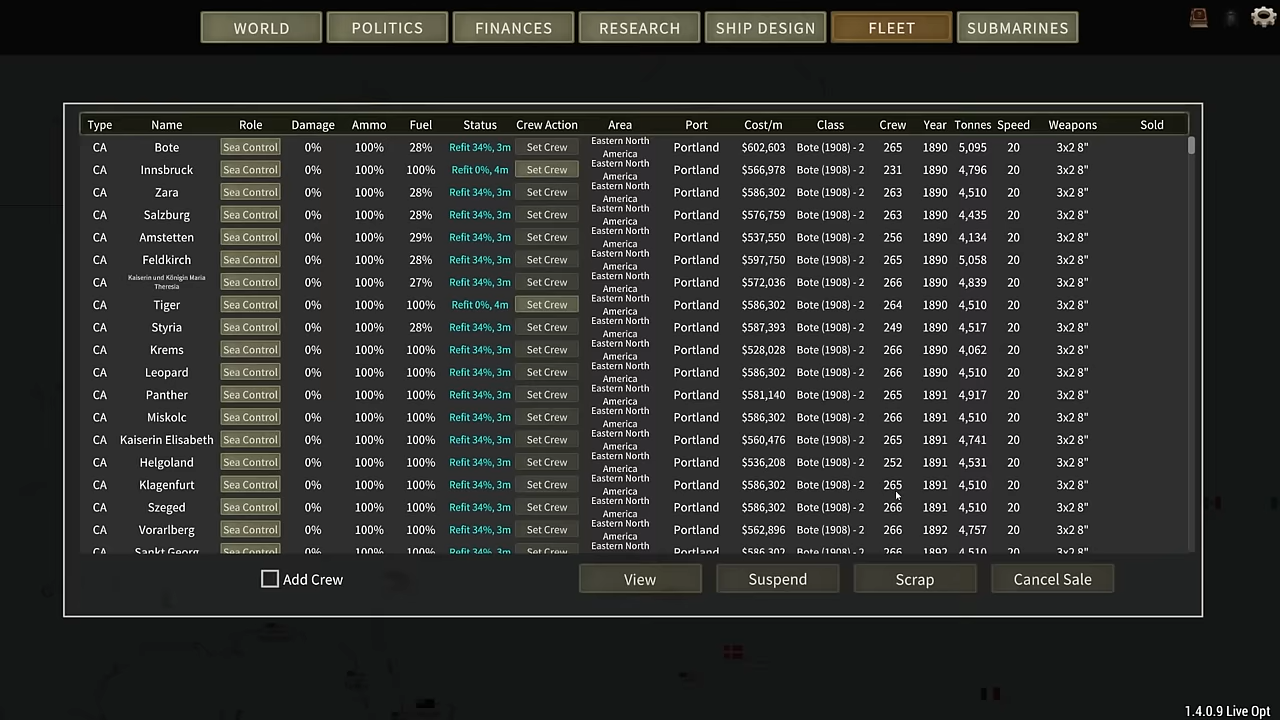 WORLD POLITICS FINANCES RESEARCH SHIP DESIGN FLEET SUBMARINES
Type Name Role Damage Ammo Fuel Status Crew Action Area Port Cost/m Class Crew Year Tonnes Speed Weapons Sold
CA Bote Sea Control 0% 100% 28% Refit 34%, 3m Set Crew Eastern North America Portland $602,603 Bote (1908) - 2 265 1890 5,095 20 3x2 8"
CA Innsbruck Sea Control 0% 100% 100% Refit 0%, 4m Set Crew Eastern North America Portland $566,978 Bote (1908) - 2 231 1890 4,796 20 3x2 8"
CA Zara Sea Control 0% 100% 28% Refit 34%, 3m Set Crew Eastern North America Portland $586,302 Bote (1908) - 2 263 1890 4,510 20 3x2 8"
CA Salzburg Sea Control 0% 100% 28% Refit 34%, 3m Set Crew Eastern North America Portland $576,759 Bote (1908) - 2 263 1890 4,435 20 3x2 8"
CA Amstetten Sea Control 0% 100% 29% Refit 34%, 3m Set Crew Eastern North America Portland $537,550 Bote (1908) - 2 256 1890 4,134 20 3x2 8"
CA Feldkirch Sea Control 0% 100% 28% Refit 34%, 3m Set Crew Eastern North America Portland $597,750 Bote (1908) - 2 265 1890 5,058 20 3x2 8"
CA Kaiserin und Königin Maria Theresia Sea Control 0% 100% 27% Refit 34%, 3m Set Crew Eastern North America Portland $572,036 Bote (1908) - 2 266 1890 4,839 20 3x2 8"
CA Tiger Sea Control 0% 100% 100% Refit 0%, 4m Set Crew Eastern North America Portland $586,302 Bote (1908) - 2 264 1890 4,510 20 3x2 8"
CA Styria Sea Control 0% 100% 28% Refit 34%, 3m Set Crew Eastern North America Portland $587,393 Bote (1908) - 2 249 1890 4,517 20 3x2 8"
CA Krems Sea Control 0% 100% 100% Refit 34%, 3m Set Crew Eastern North America Portland $528,028 Bote (1908) - 2 266 1890 4,062 20 3x2 8"
CA Leopard Sea Control 0% 100% 100% Refit 34%, 3m Set Crew Eastern North America Portland $586,302 Bote (1908) - 2 266 1890 4,510 20 3x2 8"
CA Panther Sea Control 0% 100% 100% Refit 34%, 3m Set Crew Eastern North America Portland $581,140 Bote (1908) - 2 265 1891 4,917 20 3x2 8"
CA Miskolc Sea Control 0% 100% 100% Refit 34%, 3m Set Crew Eastern North America Portland $586,302 Bote (1908) - 2 266 1891 4,510 20 3x2 8"
CA Kaiserin Elisabeth Sea Control 0% 100% 100% Refit 34%, 3m Set Crew Eastern North America Portland $560,476 Bote (1908) - 2 265 1891 4,741 20 3x2 8"
CA Helgoland Sea Control 0% 100% 100% Refit 34%, 3m Set Crew Eastern North America Portland $536,208 Bote (1908) - 2 252 1891 4,531 20 3x2 8"
CA Klagenfurt Sea Control 0% 100% 100% Refit 34%, 3m Set Crew Eastern North America Portland $586,302 Bote (1908) - 2 265 1891 4,510 20 3x2 8"
CA Szeged Sea Control 0% 100% 100% Refit 34%, 3m Set Crew Eastern North America Portland $586,302 Bote (1908) - 2 266 1891 4,510 20 3x2 8"
CA Vorarlberg Sea Control 0% 100% 100% Refit 34%, 3m Set Crew Eastern North America Portland $562,896 Bote (1908) - 2 266 1892 4,757 20 3x2 8"
CA Sankt Georg Sea Control 0% 100% 100% Refit 34%, 3m Set Crew Eastern North Portland $586,302 Bote (1908) - 2 266 1892 4,510 20 3x2 8"
Add Crew View Suspend Scrap Cancel Sale
1.4.0.9 Live Opt